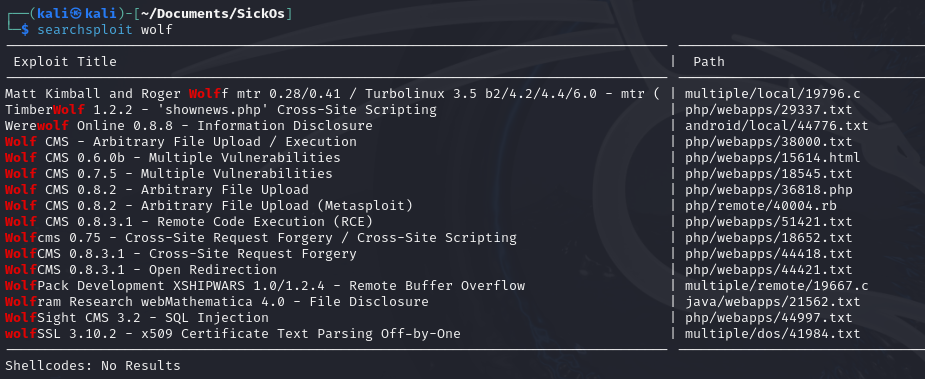 ┌──(kali㉿kali)-[~/Documents/SickOs]
└─$ searchsploit wolf
Exploit Title | Path
Matt Kimball and Roger Wolff mtr 0.28/0.41 / Turbolinux 3.5 b2/4.2/4.4/6.0 - mtr ( | multiple/local/19796.c
TimberWolf 1.2.2 - 'shownews.php' Cross-Site Scripting | php/webapps/29337.txt
Werewolf Online 0.8.8 - Information Disclosure | android/local/44776.txt
Wolf CMS - Arbitrary File Upload / Execution | php/webapps/38000.txt
Wolf CMS 0.6.0b - Multiple Vulnerabilities | php/webapps/15614.html
Wolf CMS 0.7.5 - Multiple Vulnerabilities | php/webapps/18545.txt
Wolf CMS 0.8.2 - Arbitrary File Upload | php/webapps/36818.php
Wolf CMS 0.8.2 - Arbitrary File Upload (Metasploit) | php/remote/40004.rb
Wolf CMS 0.8.3.1 - Remote Code Execution (RCE) | php/webapps/51421.txt
Wolfcms 0.75 - Cross-Site Request Forgery / Cross-Site Scripting | php/webapps/18652.txt
WolfCMS 0.8.3.1 - Cross-Site Request Forgery | php/webapps/44418.txt
WolfCMS 0.8.3.1 - Open Redirection | php/webapps/44421.txt
WolfPack Development XSHIPWARS 1.0/1.2.4 - Remote Buffer Overflow | multiple/remote/19667.c
Wolfram Research webMathematica 4.0 - File Disclosure | java/webapps/21562.txt
WolfSight CMS 3.2 - SQL Injection | php/webapps/44997.txt
wolfSSL 3.10.2 - x509 Certificate Text Parsing Off-by-One | multiple/dos/41984.txt
Shellcodes: No Results